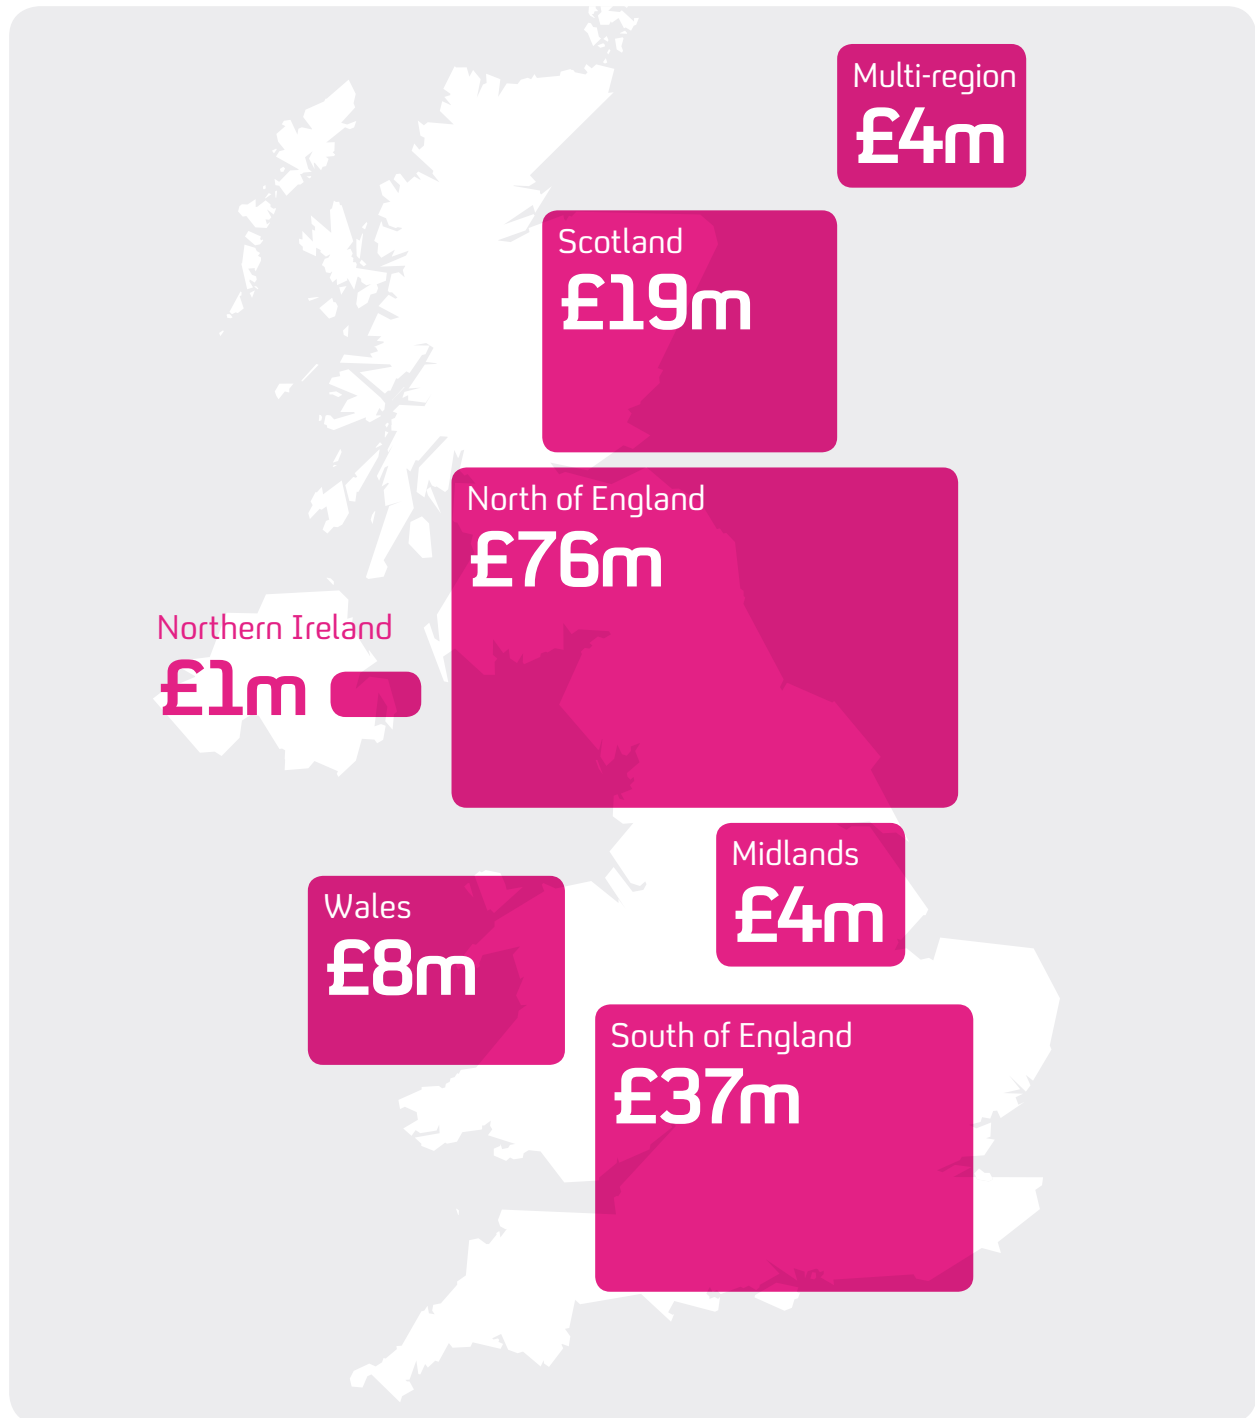 Multi-region
£4m
Scotland
£19m
North of England
£76m
Northern Ireland
£1m
Midlands
£4m
Wales
£8m
South of England
£37m